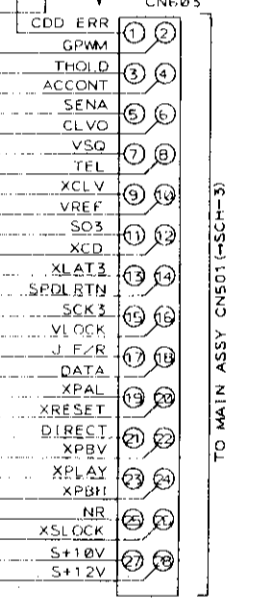 CN603
CDD ERR 1 2
GPWM
THOLD 3 4
ACCONT
SENA 5 6
CLVO
VSQ 7 8
TEL
XCLV 9 10
VREF
SO3 11 12
XCD
XLAT3 13 14
SPDLRTN
SCK3 15 16
VLOCK
J F/R 17 18
DATA
XPAL 19 20
XRESET
DIRECT 21 22
XPBV
XPLAY 23 24
XPBH
NR 25 26
XSLOCK
S+10V 27 28
S+12V
TO MAIN ASSY CN501 (→SCH-3)